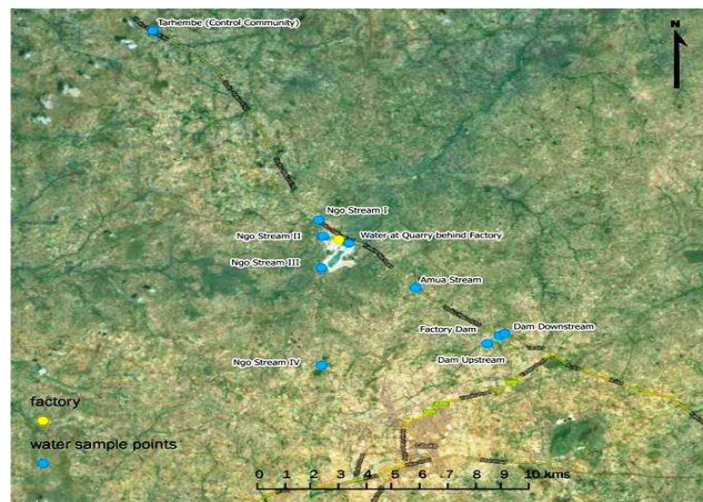 Tarhembe (Control Community)
N
Ngo Stream I
Ngo Stream II
Water at Quarry behind Factory
Ngo Stream III
Amua Stream
Factory Dam
Dam Downstream
Dam Upstream
Ngo Stream IV
factory
water sample points
0 1 2 3 4 5 6 .7 8 9 10 kms